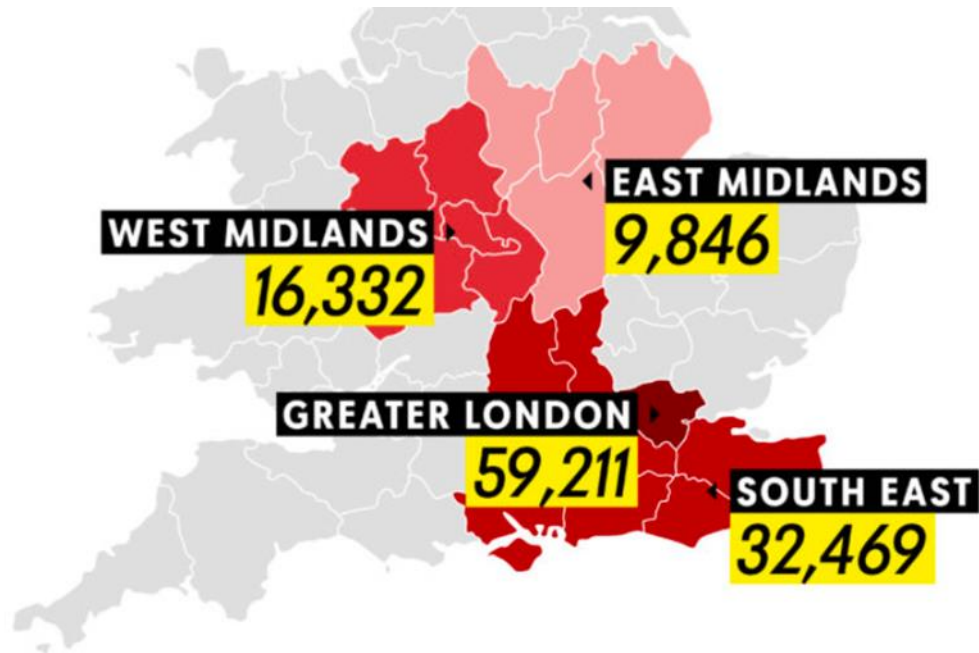 EAST MIDLANDS
9,846
WEST MIDLANDS
16,332
GREATER LONDON
59,211
SOUTH EAST
32,469